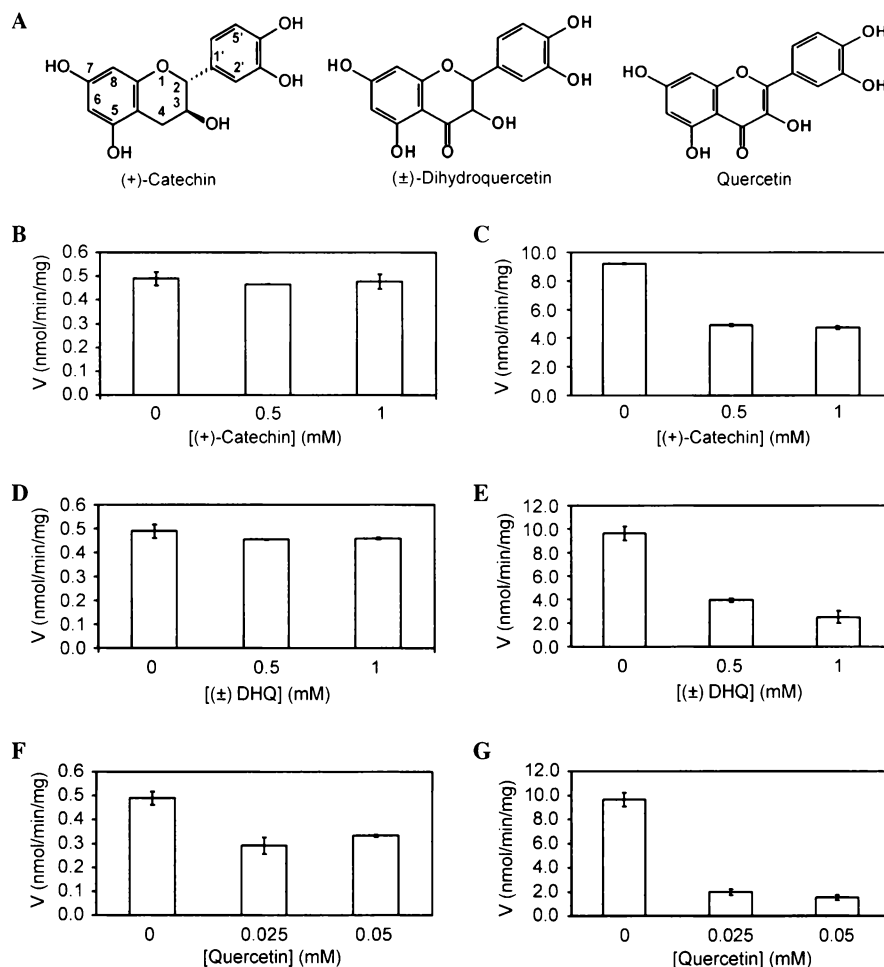 A
(+)-Catechin
HO
7
8
6
5
O
1
2
3
4
1'
2'
5'
OH
OH
OH
OH
(±)-Dihydroquercetin
HO
O
OH
OH
OH
OH
O
Quercetin
HO
O
OH
OH
OH
OH
O
B
V (nmol/min/mg)
0.6
0.5
0.4
0.3
0.2
0.1
0.0
0 0.5 1
[(+)-Catechin] (mM)
C
V (nmol/min/mg)
10.0
8.0
6.0
4.0
2.0
0.0
0 0.5 1
[(+)-Catechin] (mM)
D
V (nmol/min/mg)
0.6
0.5
0.4
0.3
0.2
0.1
0.0
0 0.5 1
[(±) DHQ] (mM)
E
V (nmol/min/mg)
12.0
10.0
8.0
6.0
4.0
2.0
0.0
0 0.5 1
[(±) DHQ] (mM)
F
V (nmol/min/mg)
0.6
0.5
0.4
0.3
0.2
0.1
0.0
0 0.025 0.05
[Quercetin] (mM)
G
V (nmol/min/mg)
12.0
10.0
8.0
6.0
4.0
2.0
0.0
0 0.025 0.05
[Quercetin] (mM)